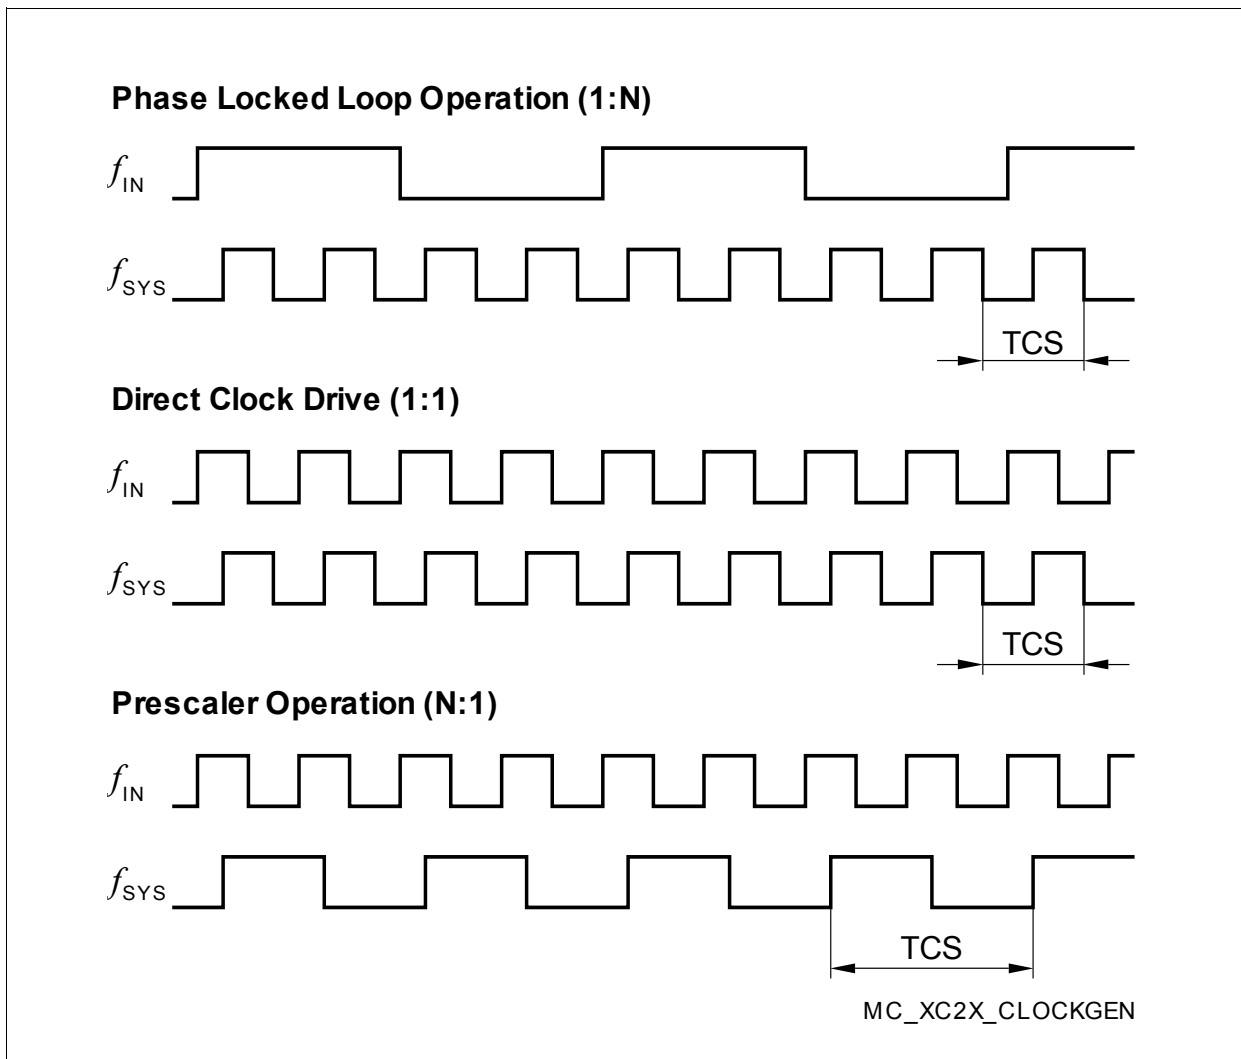 Phase Locked Loop Operation (1:N)
fIN
fSYS
TCS
Direct Clock Drive (1:1)
fIN
fSYS
TCS
Prescaler Operation (N:1)
fIN
fSYS
TCS
MC_XC2X_CLOCKGEN